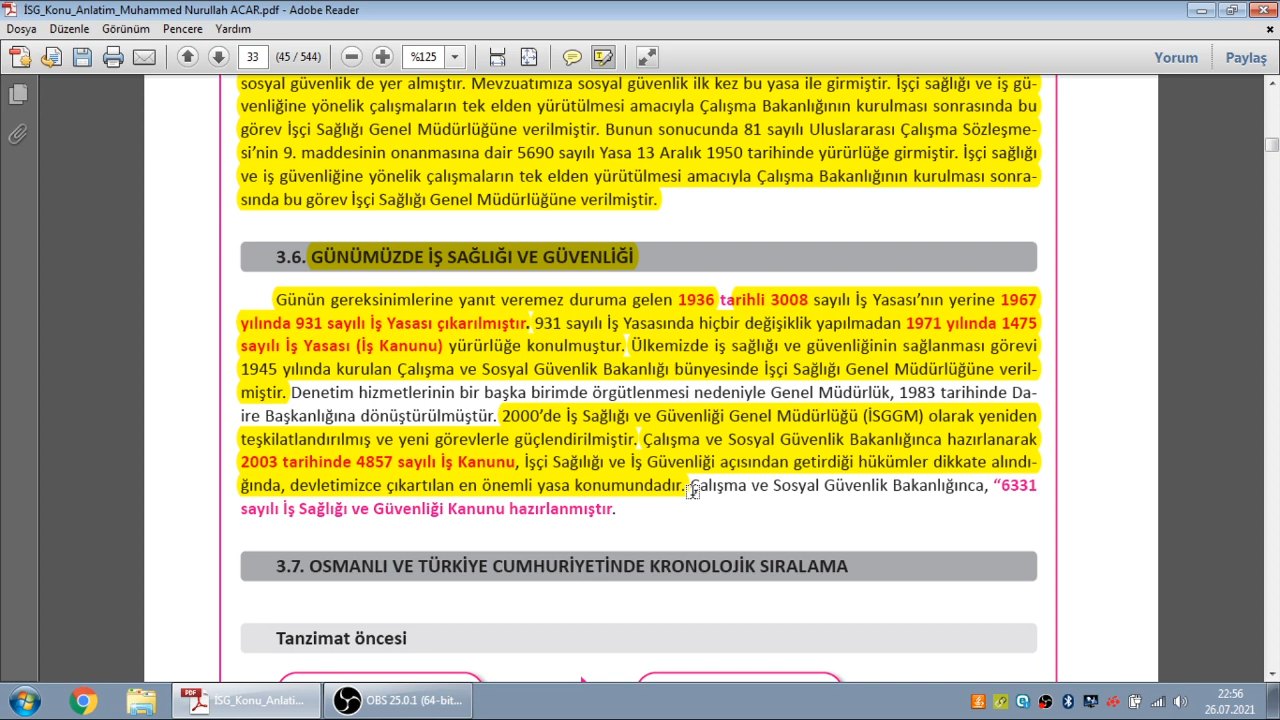 İSG_Konu_Anlatim_Muhammed Nurullah ACAR.pdf - Adobe Reader
Dosya Düzenle Görünüm Pencere Yardım
33 (45 / 544) %125 Yorum Paylaş
sosyal güvenlik de yer almıştır. Mevzuatımıza sosyal güvenlik ilk kez bu yasa ile girmiştir. İşçi sağlığı ve iş gü-
venliğine yönelik çalışmaların tek elden yürütülmesi amacıyla Çalışma Bakanlığının kurulması sonrasında bu
görev İşçi Sağlığı Genel Müdürlüğüne verilmiştir. Bunun sonucunda 81 sayılı Uluslararası Çalışma Sözleşme-
si’nin 9. maddesinin onanmasına dair 5690 sayılı Yasa 13 Aralık 1950 tarihinde yürürlüğe girmiştir. İşçi sağlığı
ve iş güvenliğine yönelik çalışmaların tek elden yürütülmesi amacıyla Çalışma Bakanlığının kurulması sonra-
sında bu görev İşçi Sağlığı Genel Müdürlüğüne verilmiştir.
3.6. GÜNÜMÜZDE İŞ SAĞLIĞI VE GÜVENLİĞİ
Günün gereksinimlerine yanıt veremez duruma gelen 1936 tarihli 3008 sayılı İş Yasası’nın yerine 1967
yılında 931 sayılı İş Yasası çıkarılmıştır. 931 sayılı İş Yasasında hiçbir değişiklik yapılmadan 1971 yılında 1475
sayılı İş Yasası (İş Kanunu) yürürlüğe konulmuştur. Ülkemizde iş sağlığı ve güvenliğinin sağlanması görevi
1945 yılında kurulan Çalışma ve Sosyal Güvenlik Bakanlığı bünyesinde İşçi Sağlığı Genel Müdürlüğüne veril-
miştir. Denetim hizmetlerinin bir başka birimde örgütlenmesi nedeniyle Genel Müdürlük, 1983 tarihinde Da-
ire Başkanlığına dönüştürülmüştür. 2000’de İş Sağlığı ve Güvenliği Genel Müdürlüğü (İSGGM) olarak yeniden
teşkilatlandırılmış ve yeni görevlerle güçlendirilmiştir. Çalışma ve Sosyal Güvenlik Bakanlığınca hazırlanarak
2003 tarihinde 4857 sayılı İş Kanunu, İşçi Sağılığı ve İş Güvenliği açısından getirdiği hükümler dikkate alındı-
ğında, devletimizce çıkartılan en önemli yasa konumundadır. Çalışma ve Sosyal Güvenlik Bakanlığınca, “6331
sayılı İş Sağlığı ve Güvenliği Kanunu hazırlanmıştır.
3.7. OSMANLI VE TÜRKİYE CUMHURİYETİNDE KRONOLOJİK SIRALAMA
Tanzimat öncesi
İSG_Konu_Anlati... OBS 25.0.1 (64-bit... 22:56
26.07.2021